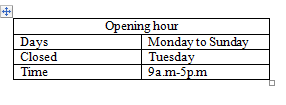 Opening hour
Days Monday to Sunday
Closed Tuesday
Time 9a.m-5p.m